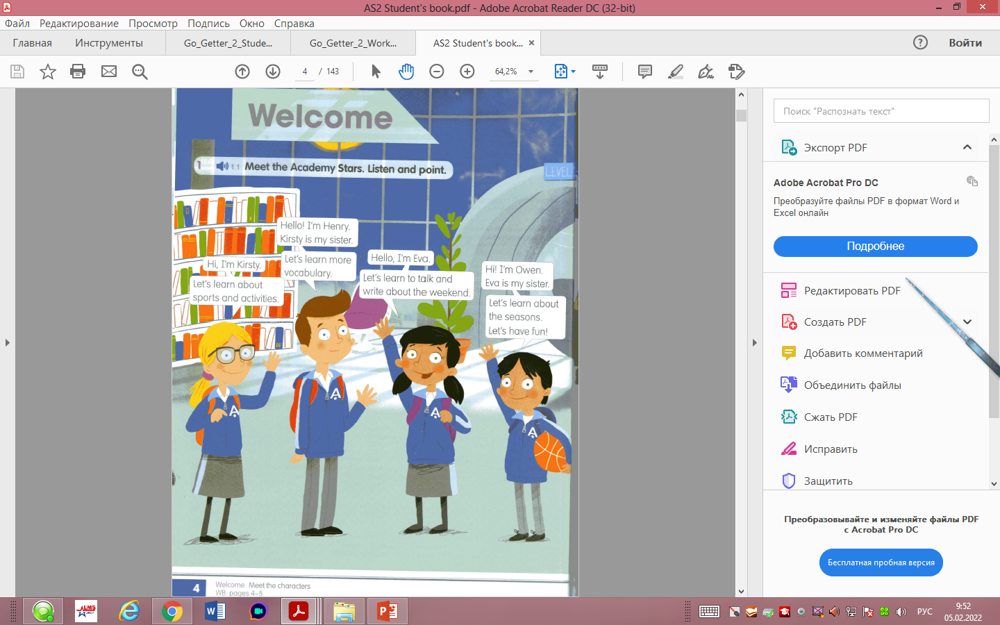 AS2 Student's book.pdf - Adobe Acrobat Reader DC (32-bit)
Файл Редактирование Просмотр Подпись Окно Справка
Главная Инструменты Go_Getter_2_Stude... Go_Getter_2_Work... AS2 Student's book... × ? Войти
4 / 143 64,2%
Welcome
1 1.1 Meet the Academy Stars. Listen and point.
LEVEL
Hello! I'm Henry.
Kirsty is my sister.
Hi, I'm Kirsty.
Let's learn more
vocabulary.
Hello, I'm Eva.
Hi! I'm Owen.
Eva is my sister.
Let's learn about
sports and activities.
Let's learn to talk and
write about the weekend.
Let's learn about
the seasons.
Let's have fun!
A
A
A
A
4 Welcome Meet the characters
WB: pages 4–5
Поиск "Распознать текст"
Экспорт PDF
Adobe Acrobat Pro DC
Преобразуйте файлы PDF в формат Word и
Excel онлайн
Подробнее
Редактировать PDF
Создать PDF
Добавить комментарий
Объединить файлы
Сжать PDF
Исправить
Защитить
Преобразовывайте и изменяйте файлы PDF
с Acrobat Pro DC
Бесплатная пробная версия
ALMS
РУС
9:52
05.02.2022